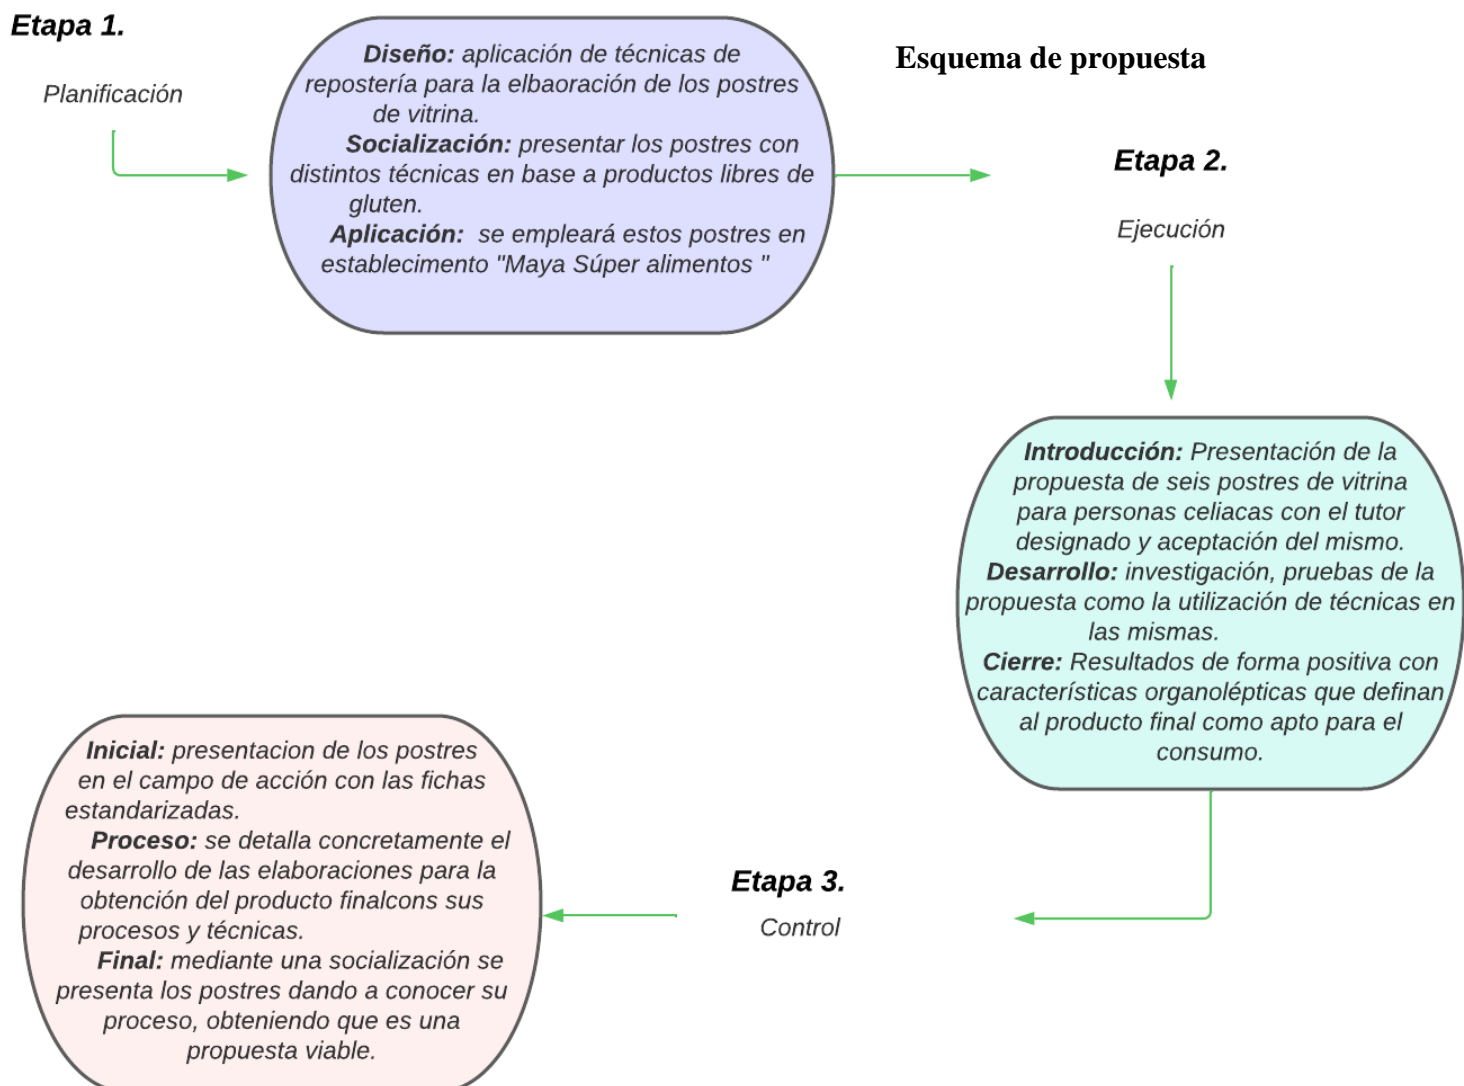 Etapa 1.
Planificación
Diseño: aplicación de técnicas de
repostería para la elbaoración de los postres
de vitrina.
Socialización: presentar los postres con
distintos técnicas en base a productos libres de
gluten.
Aplicación: se empleará estos postres en
establecimento "Maya Súper alimentos "
Esquema de propuesta
Etapa 2.
Ejecución
Introducción: Presentación de la
propuesta de seis postres de vitrina
para personas celiacas con el tutor
designado y aceptación del mismo.
Desarrollo: investigación, pruebas de la
propuesta como la utilización de técnicas en
las mismas.
Cierre: Resultados de forma positiva con
características organolépticas que definan
al producto final como apto para el
consumo.
Etapa 3.
Control
Inicial: presentacion de los postres
en el campo de acción con las fichas
estandarizadas.
Proceso: se detalla concretamente el
desarrollo de las elaboraciones para la
obtención del producto finalcons sus
procesos y técnicas.
Final: mediante una socialización se
presenta los postres dando a conocer su
proceso, obteniendo que es una
propuesta viable.